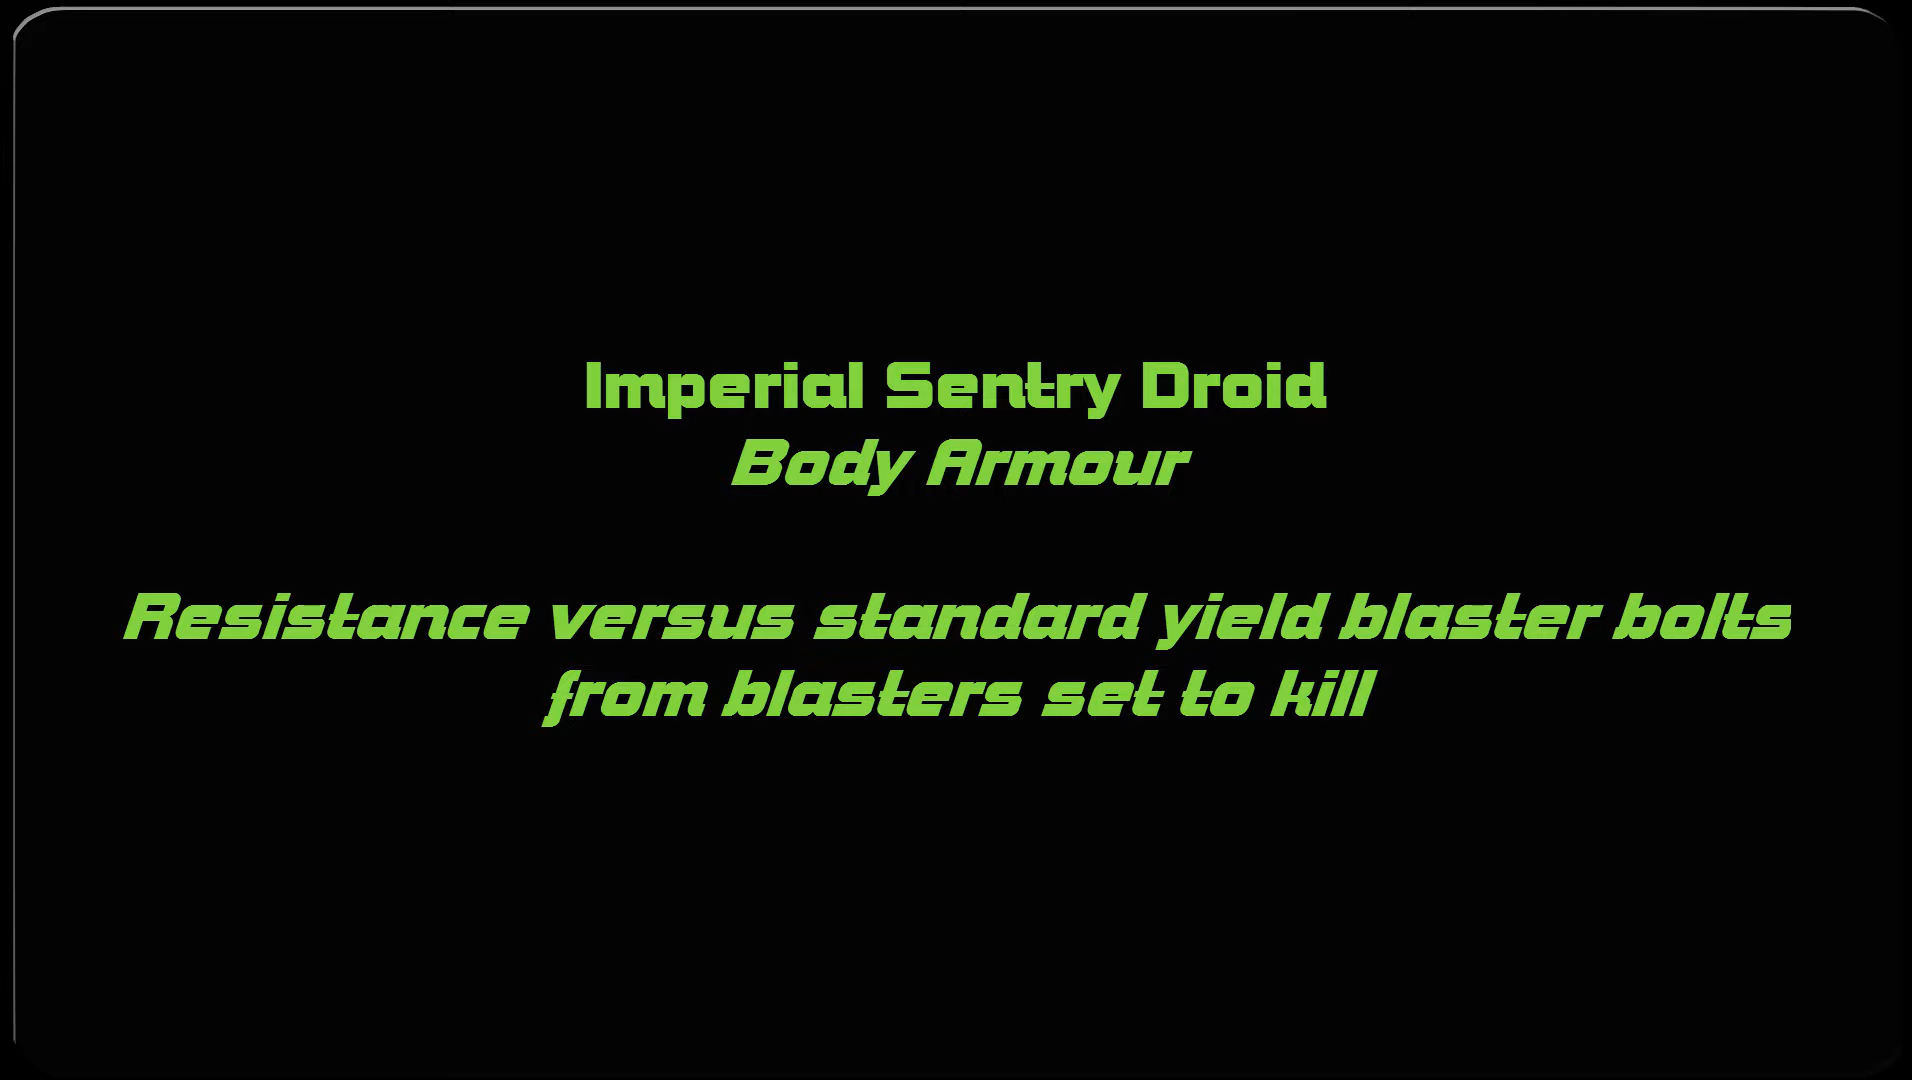 Imperial Sentry Droid
Body Armour
Resistance versus standard yield blaster bolts
from blasters set to kill